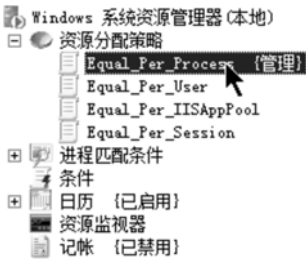 Windows 系统资源管理器(本地)
资源分配策略
Equal_Per_Process {管理}
Equal_Per_User
Equal_Per_IISAppPool
Equal_Per_Session
进程匹配条件
条件
日历 {已启用}
资源监视器
记帐 {已禁用}